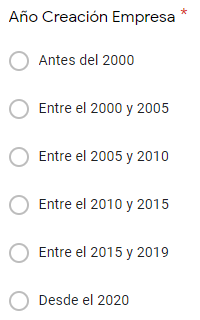 Año Creación Empresa *
Antes del 2000
Entre el 2000 y 2005
Entre el 2005 y 2010
Entre el 2010 y 2015
Entre el 2015 y 2019
Desde el 2020